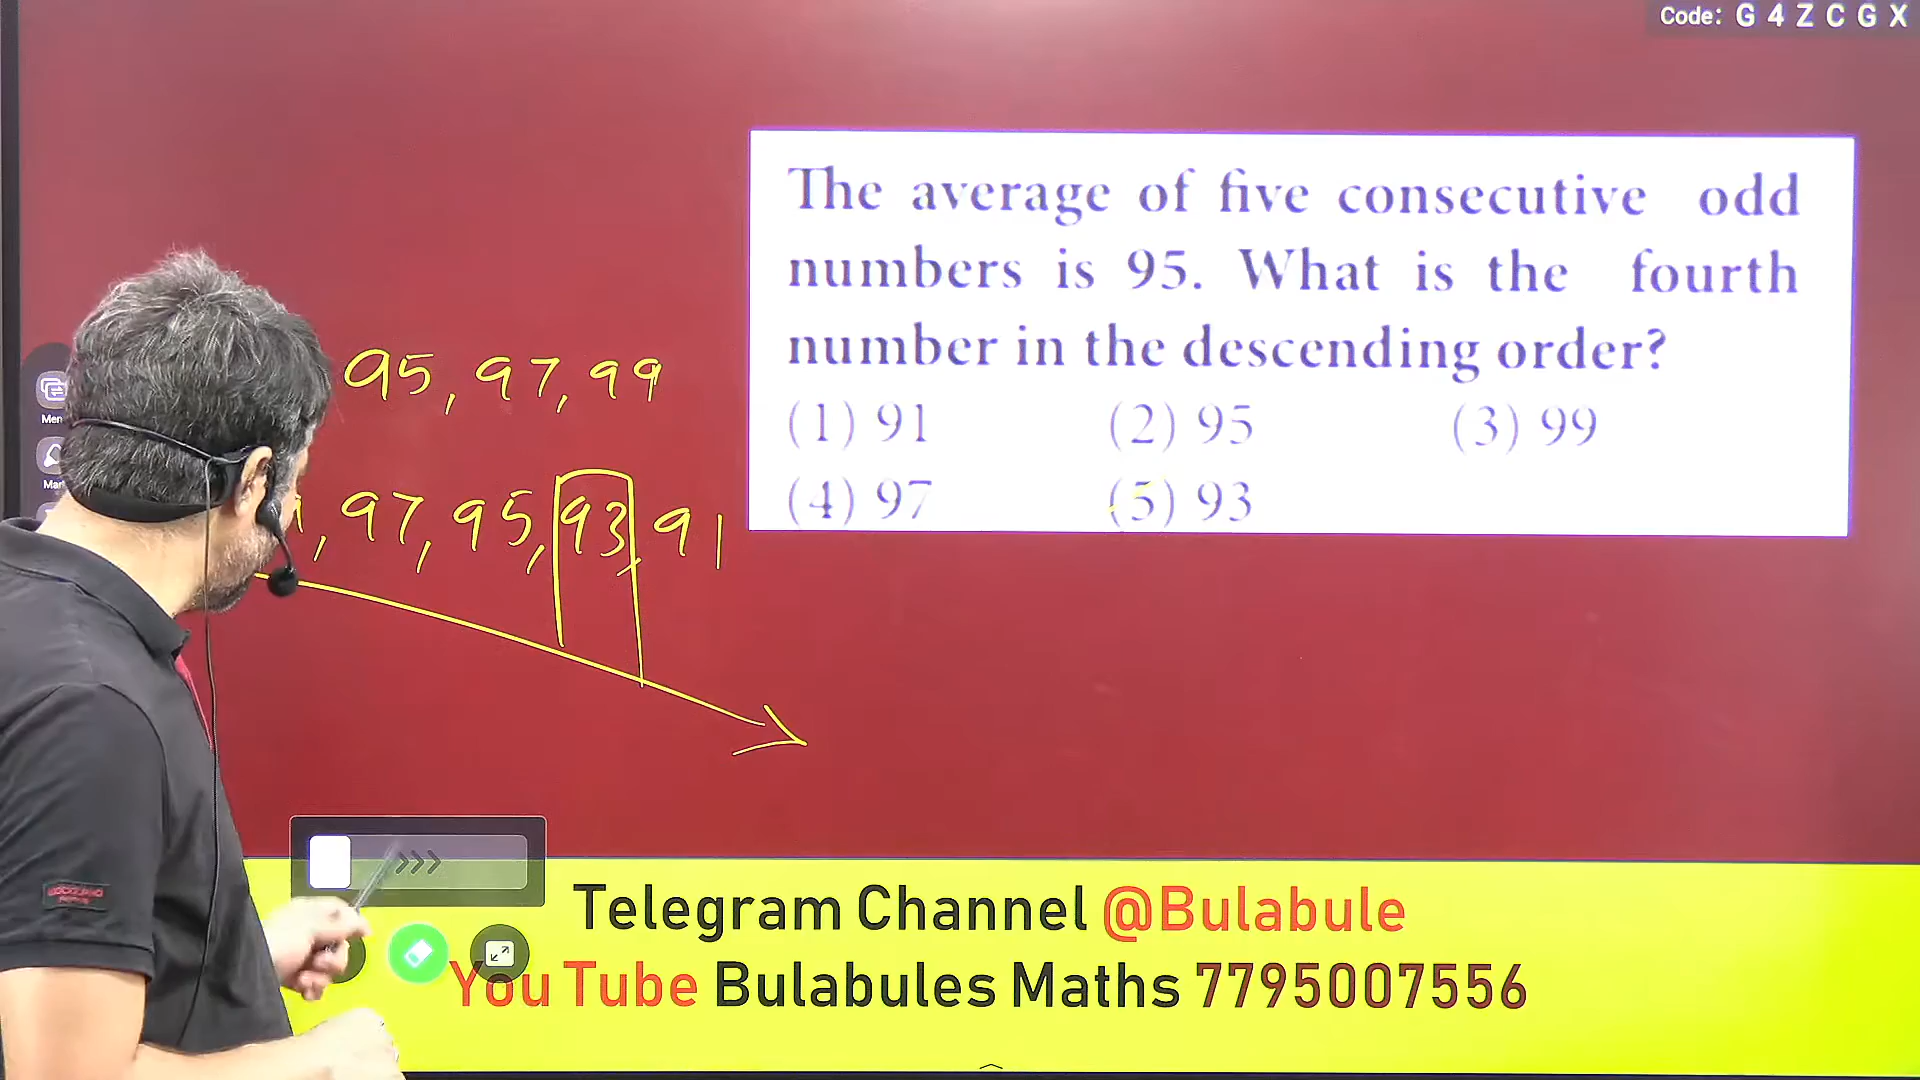 Code: G 4 Z C G X
The average of five consecutive odd
numbers is 95. What is the fourth
number in the descending order?
(1) 91 (2) 95 (3) 99
(4) 97 (5) 93
95, 97, 99
, 97, 95, 93, 91
Telegram Channel @Bulabule
You Tube Bulabules Maths 7795007556